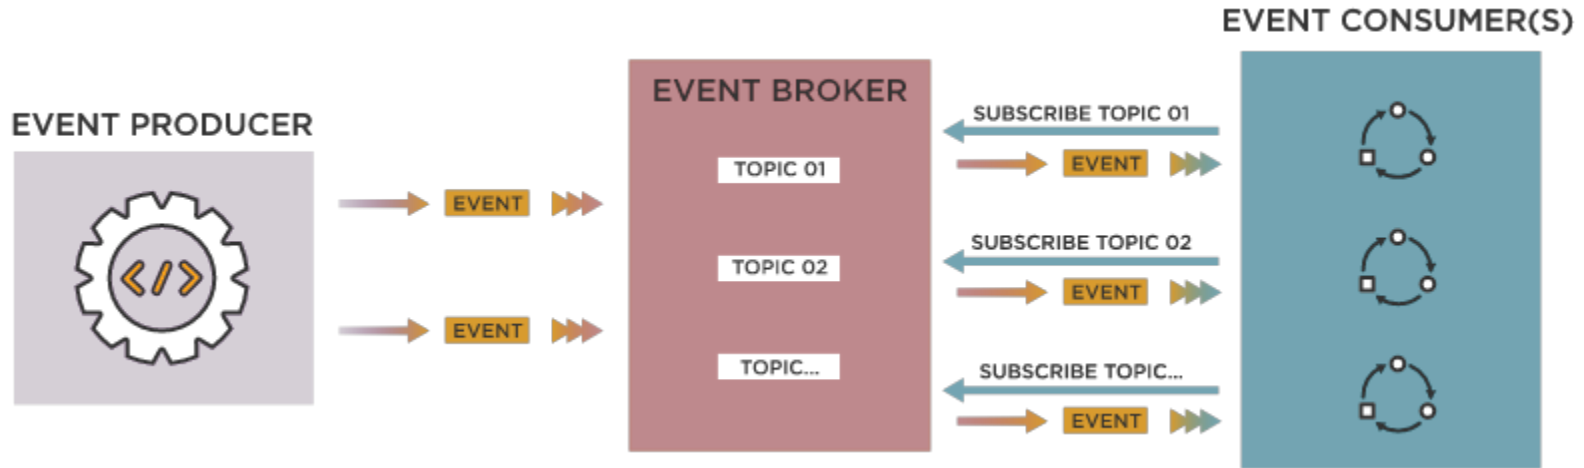 EVENT PRODUCER
</>
EVENT
EVENT
EVENT BROKER
TOPIC 01
TOPIC 02
TOPIC...
SUBSCRIBE TOPIC 01
EVENT
SUBSCRIBE TOPIC 02
EVENT
SUBSCRIBE TOPIC...
EVENT
EVENT CONSUMER(S)